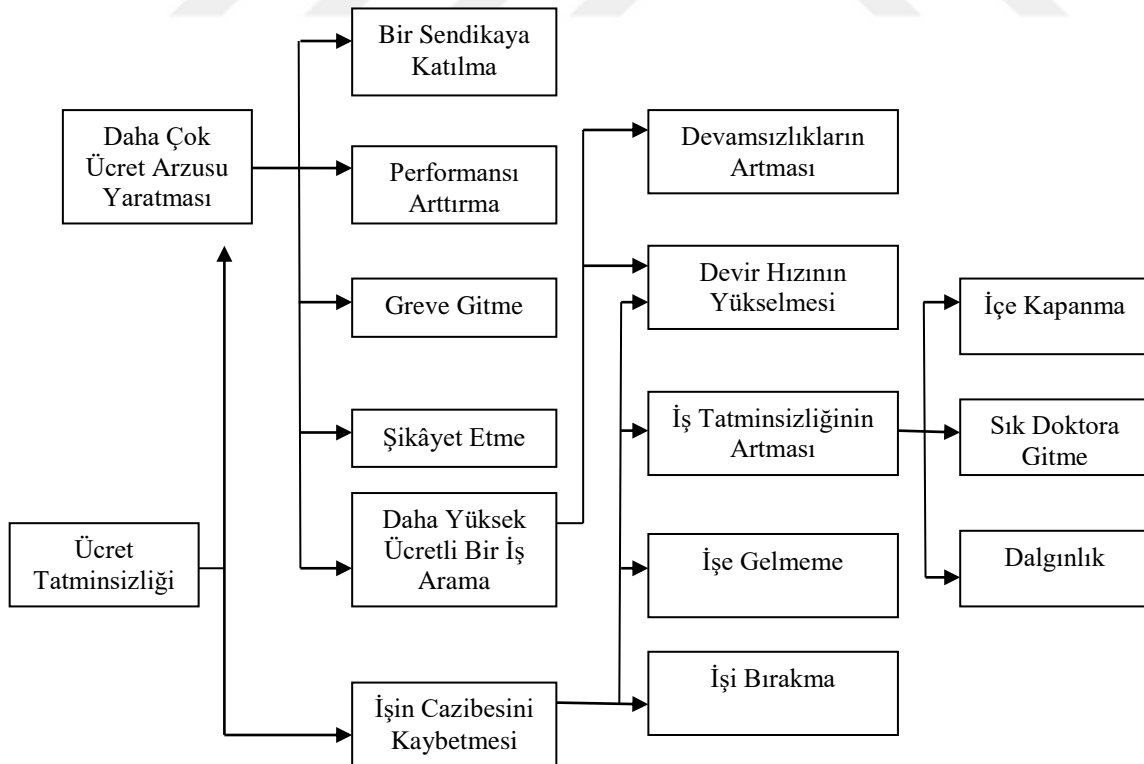 Bir Sendikaya
Katılma
Daha Çok
Ücret Arzusu
Yaratması
Devamsızlıkların
Artması
Performansı
Arttırma
Devir Hızının
Yükselmesi
Greve Gitme
İçe Kapanma
Şikâyet Etme
İş Tatminsizliğinin
Artması
Sık Doktora
Gitme
Daha Yüksek
Ücretli Bir İş
Arama
Ücret
Tatminsizliği
İşe Gelmeme
Dalgınlık
İşin Cazibesini
Kaybetmesi
İşi Bırakma